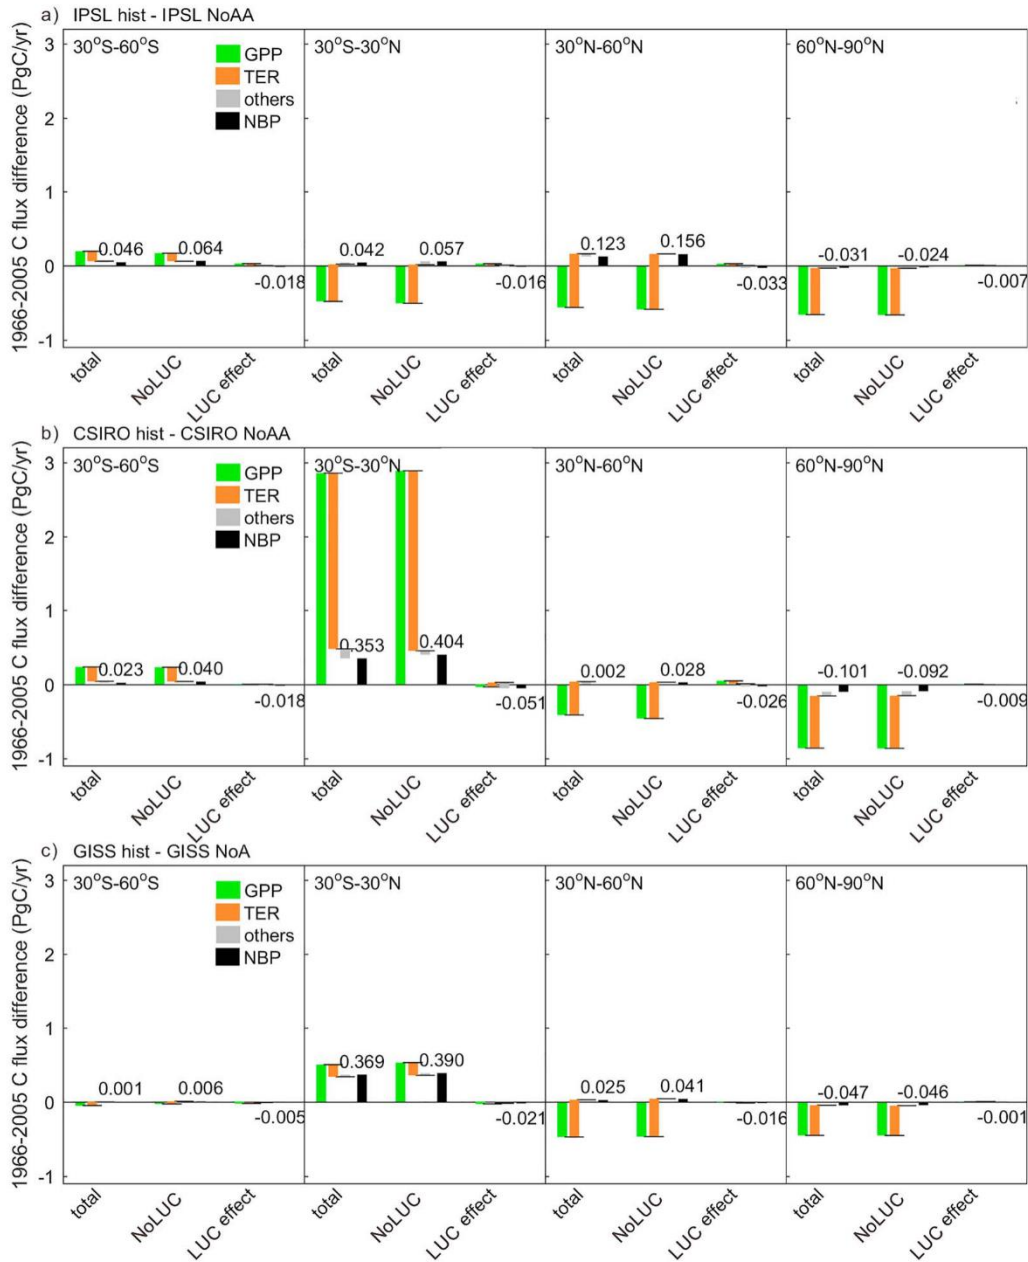 a) IPSL hist - IPSL NoAA
1966-2005 C flux difference (PgC/yr)
3
2
1
0
-1
30°S-60°S
GPP
TER
others
NBP
0.046
0.064
-0.018
30°S-30°N
0.042
0.057
-0.016
30°N-60°N
0.123
0.156
-0.033
60°N-90°N
-0.031
-0.024
-0.007
total
NoLUC
LUC effect
total
NoLUC
LUC effect
total
NoLUC
LUC effect
total
NoLUC
LUC effect
b) CSIRO hist - CSIRO NoAA
1966-2005 C flux difference (PgC/yr)
3
2
1
0
-1
30°S-60°S
GPP
TER
others
NBP
0.023
0.040
-0.018
30°S-30°N
0.353
0.404
-0.051
30°N-60°N
0.002
0.028
-0.026
60°N-90°N
-0.101
-0.092
-0.009
total
NoLUC
LUC effect
total
NoLUC
LUC effect
total
NoLUC
LUC effect
total
NoLUC
LUC effect
c) GISS hist - GISS NoA
1966-2005 C flux difference (PgC/yr)
3
2
1
0
-1
30°S-60°S
GPP
TER
others
NBP
0.001
0.006
-0.005
30°S-30°N
0.369
0.390
-0.021
30°N-60°N
0.025
0.041
-0.016
60°N-90°N
-0.047
-0.046
-0.001
total
NoLUC
LUC effect
total
NoLUC
LUC effect
total
NoLUC
LUC effect
total
NoLUC
LUC effect